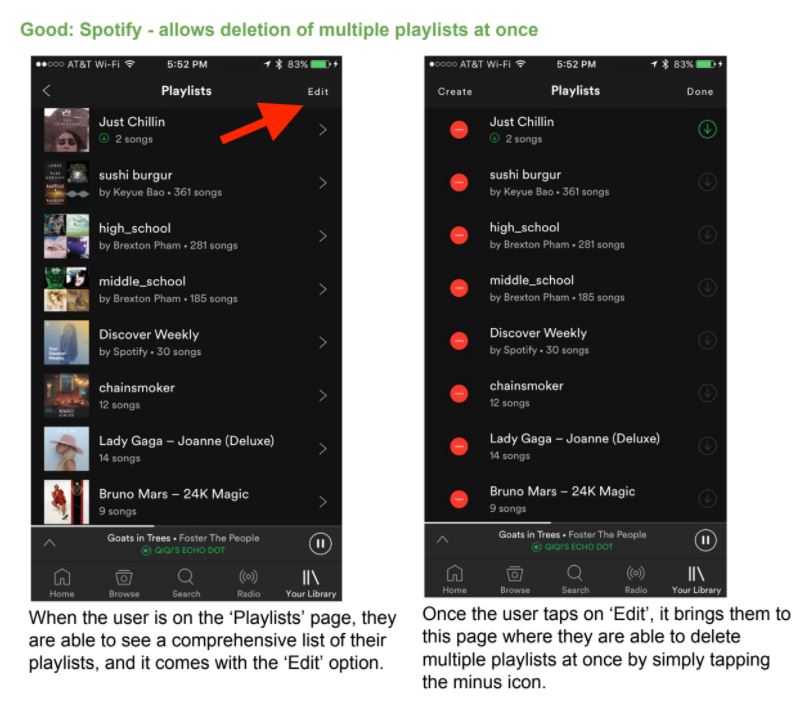 Good: Spotify - allows deletion of multiple playlists at once
AT&T Wi-Fi 5:52 PM 83%
Playlists Edit
Just Chillin
2 songs
sushi burgur
by Keyue Bao • 361 songs
high_school
by Brexton Pham • 281 songs
middle_school
by Brexton Pham • 185 songs
Discover Weekly
by Spotify • 30 songs
chainsmoker
12 songs
Lady Gaga – Joanne (Deluxe)
14 songs
Bruno Mars – 24K Magic
9 songs
Goats in Trees • Foster The People
QIQI'S ECHO DOT
Home Browse Search Radio Your Library
When the user is on the ‘Playlists’ page, they
are able to see a comprehensive list of their
playlists, and it comes with the ‘Edit’ option.
AT&T Wi-Fi 5:52 PM 83%
Create Playlists Done
Just Chillin
2 songs
sushi burgur
by Keyue Bao • 361 songs
high_school
by Brexton Pham • 281 songs
middle_school
by Brexton Pham • 185 songs
Discover Weekly
by Spotify • 30 songs
chainsmoker
12 songs
Lady Gaga – Joanne (Deluxe)
14 songs
Bruno Mars – 24K Magic
9 songs
Goats in Trees • Foster The People
QIQI'S ECHO DOT
Home Browse Search Radio Your Library
Once the user taps on ‘Edit’, it brings them to
this page where they are able to delete
multiple playlists at once by simply tapping
the minus icon.